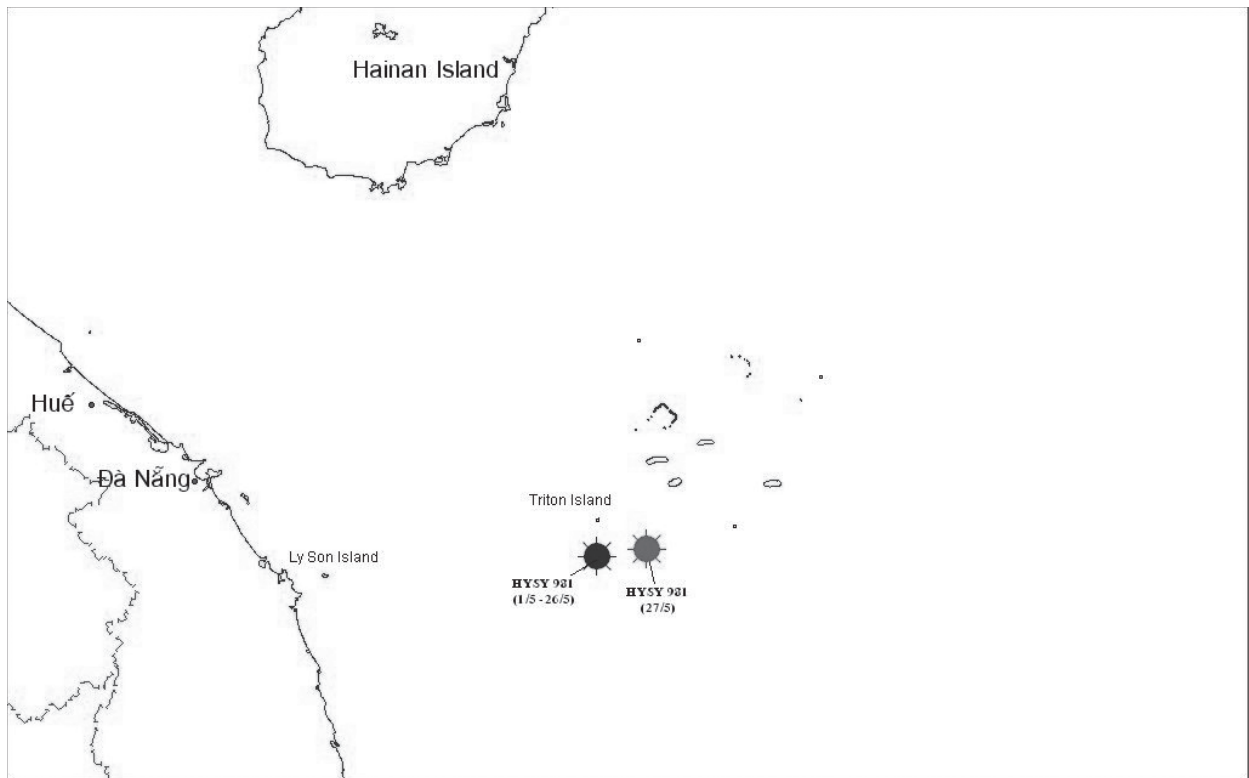 Hainan Island
Huế
Đà Nẵng
Triton Island
Ly Son Island
HYSY 981
(1/5 - 26/5)
HYSY 981
(27/5)